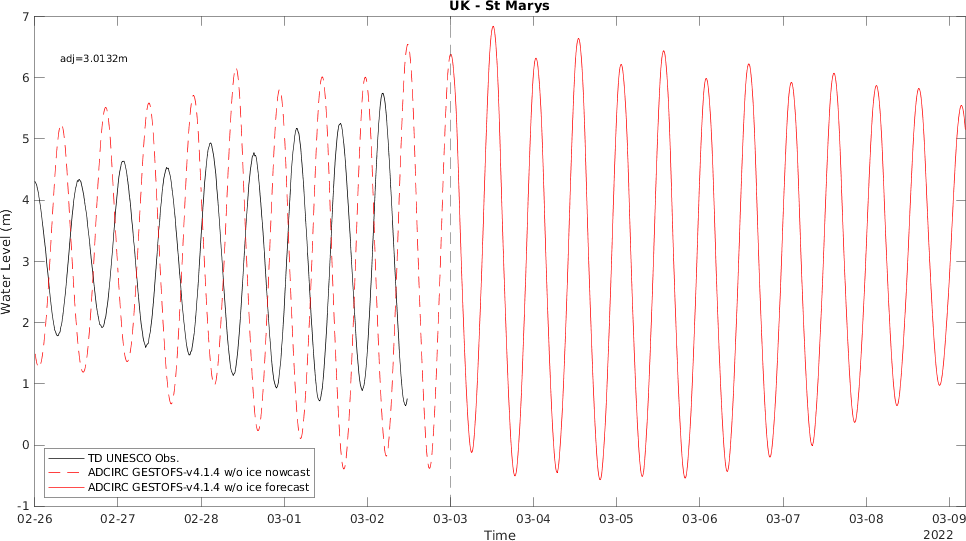 UK - St Marys
7
6
5
4
3
2
1
0
-1
Water Level (m)
adj=3.0132m
TD UNESCO Obs.
ADCIRC GESTOFS-v4.1.4 w/o ice nowcast
ADCIRC GESTOFS-v4.1.4 w/o ice forecast
02-26 02-27 02-28 03-01 03-02 03-03 03-04 03-05 03-06 03-07 03-08 03-09
Time
2022